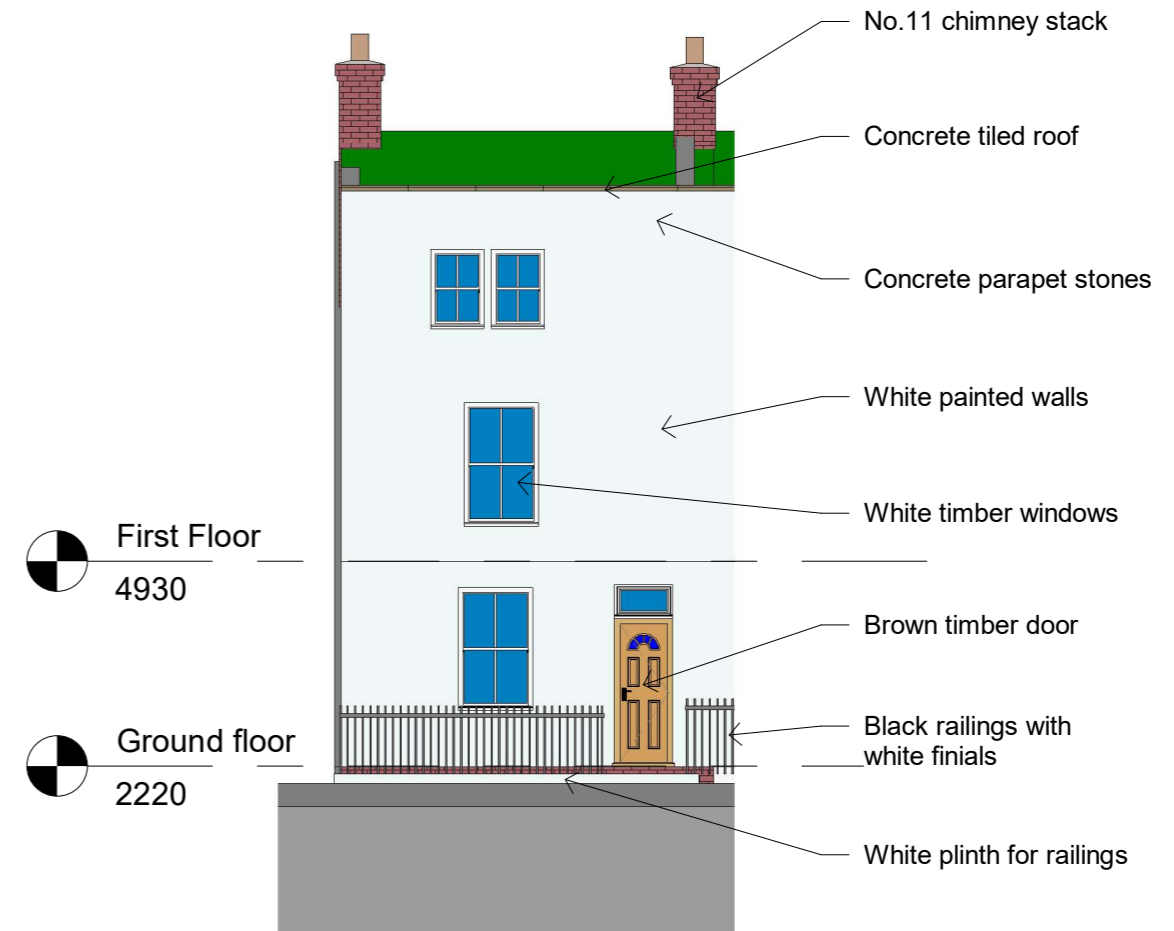 No.11 chimney stack
Concrete tiled roof
Concrete parapet stones
White painted walls
White timber windows
First Floor
4930
Brown timber door
Black railings with
white finials
Ground floor
2220
White plinth for railings